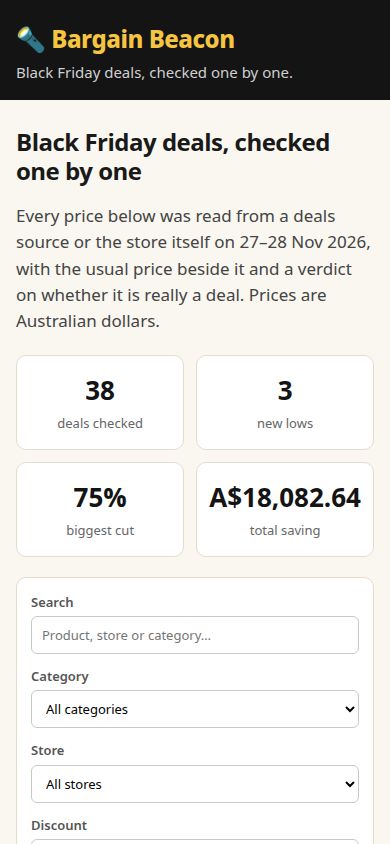 Bargain Beacon
Black Friday deals, checked one by one.
Black Friday deals, checked
one by one
Every price below was read from a deals
source or the store itself on 27–28 Nov 2026,
with the usual price beside it and a verdict
on whether it is really a deal. Prices are
Australian dollars.
38
deals checked
3
new lows
75%
biggest cut
A$18,082.64
total saving
Search
Product, store or category…
Category
All categories
Store
All stores
Discount